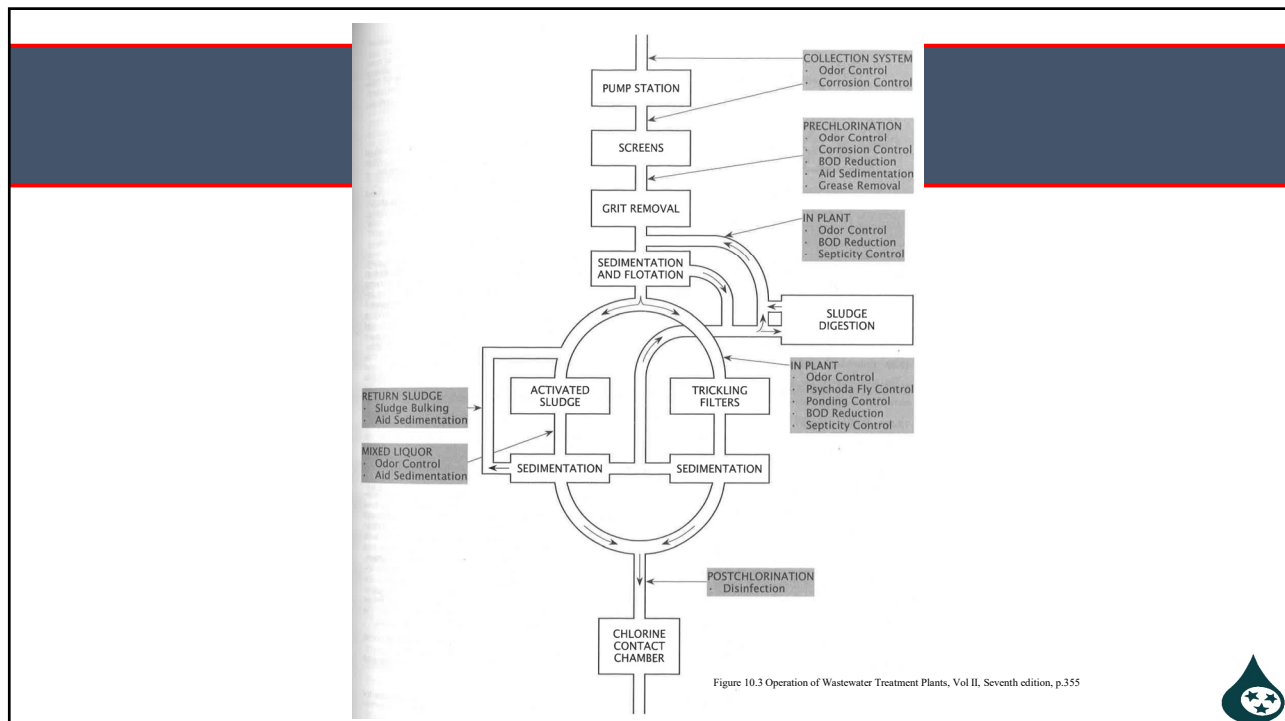 COLLECTION SYSTEM
· Odor Control
· Corrosion Control
PUMP STATION
PRECHLORINATION
· Odor Control
· Corrosion Control
· BOD Reduction
· Aid Sedimentation
· Grease Removal
SCREENS
GRIT REMOVAL
IN PLANT
· Odor Control
· BOD Reduction
· Septicity Control
SEDIMENTATION
AND FLOTATION
SLUDGE
DIGESTION
IN PLANT
· Odor Control
· Psychoda Fly Control
· Ponding Control
· BOD Reduction
· Septicity Control
ACTIVATED
SLUDGE
TRICKLING
FILTERS
RETURN SLUDGE
· Sludge Bulking
· Aid Sedimentation
MIXED LIQUOR
· Odor Control
· Aid Sedimentation
SEDIMENTATION
SEDIMENTATION
POSTCHLORINATION
· Disinfection
CHLORINE
CONTACT
CHAMBER
Figure 10.3 Operation of Wastewater Treatment Plants, Vol II, Seventh edition, p.355